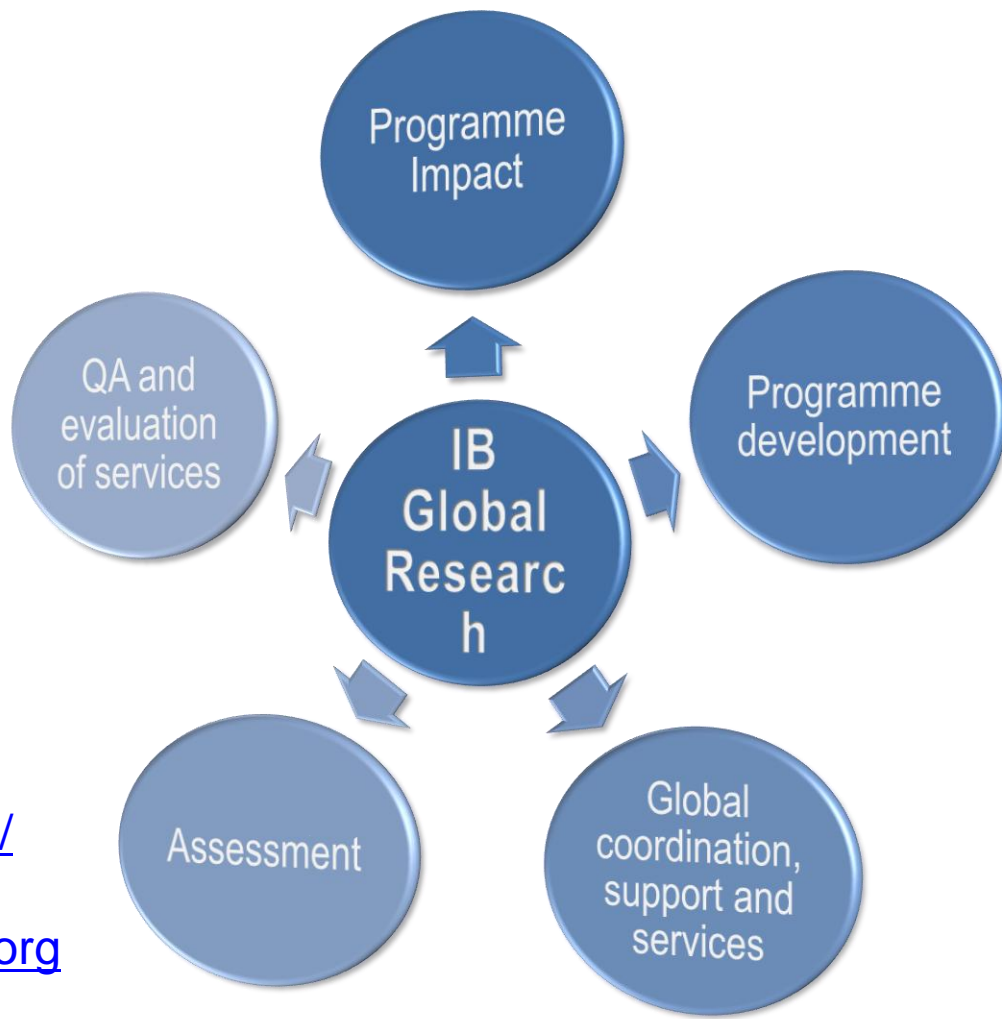 Programme
Impact
QA and
evaluation
of services
Programme
development
IB
Global
Researc
h
Assessment
Global
coordination,
support and
services
/
org